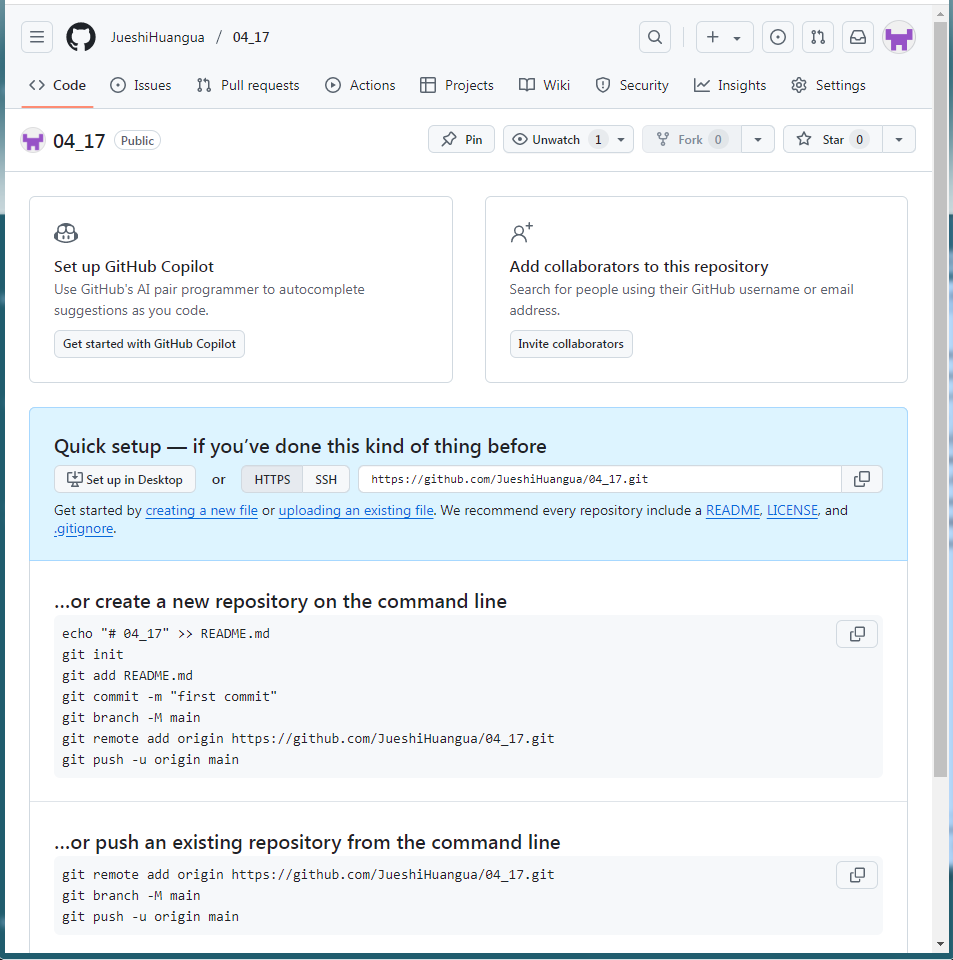 JueshiHuangua / 04_17
Code Issues Pull requests Actions Projects Wiki Security Insights Settings
04_17 Public Pin Unwatch 1 Fork 0 Star 0
Set up GitHub Copilot
Use GitHub's AI pair programmer to autocomplete
suggestions as you code.
Get started with GitHub Copilot
Add collaborators to this repository
Search for people using their GitHub username or email
address.
Invite collaborators
Quick setup — if you’ve done this kind of thing before
Set up in Desktop or HTTPS SSH https://github.com/JueshiHuangua/04_17.git
Get started by creating a new file or uploading an existing file. We recommend every repository include a README, LICENSE, and
.gitignore.
…or create a new repository on the command line
echo "# 04_17" >> README.md
git init
git add README.md
git commit -m "first commit"
git branch -M main
git remote add origin https://github.com/JueshiHuangua/04_17.git
git push -u origin main
…or push an existing repository from the command line
git remote add origin https://github.com/JueshiHuangua/04_17.git
git branch -M main
git push -u origin main